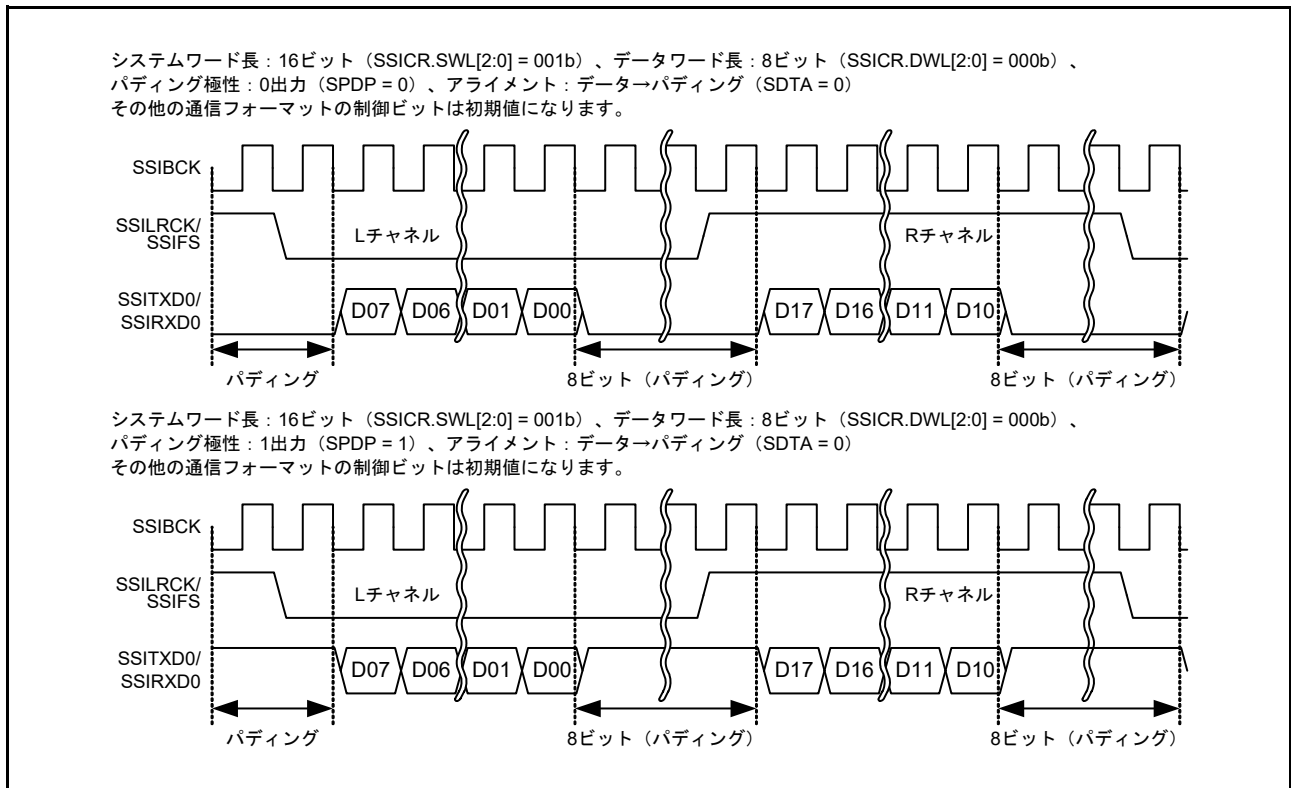 システムワード長：16ビット（SSICR.SWL[2:0] = 001b）、データワード長：8ビット（SSICR.DWL[2:0] = 000b）、
パディング極性：0出力（SPDP = 0）、アライメント：データ→パディング（SDTA = 0）
その他の通信フォーマットの制御ビットは初期値になります。
SSIBCK
SSILRCK/
SSIFS
Lチャネル
Rチャネル
SSITXD0/
SSIRXD0
D07 D06 D01 D00 D17 D16 D11 D10
パディング
8ビット（パディング）
8ビット（パディング）
システムワード長：16ビット（SSICR.SWL[2:0] = 001b）、データワード長：8ビット（SSICR.DWL[2:0] = 000b）、
パディング極性：1出力（SPDP = 1）、アライメント：データ→パディング（SDTA = 0）
その他の通信フォーマットの制御ビットは初期値になります。
SSIBCK
SSILRCK/
SSIFS
Lチャネル
Rチャネル
SSITXD0/
SSIRXD0
D07 D06 D01 D00 D17 D16 D11 D10
パディング
8ビット（パディング）
8ビット（パディング）